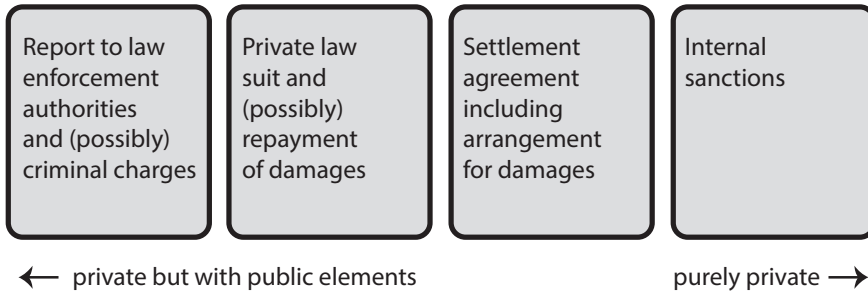 Report to law
enforcement
authorities
and (possibly)
criminal charges
Private law
suit and
(possibly)
repayment
of damages
Settlement
agreement
including
arrangement
for damages
Internal
sanctions
← private but with public elements
purely private →